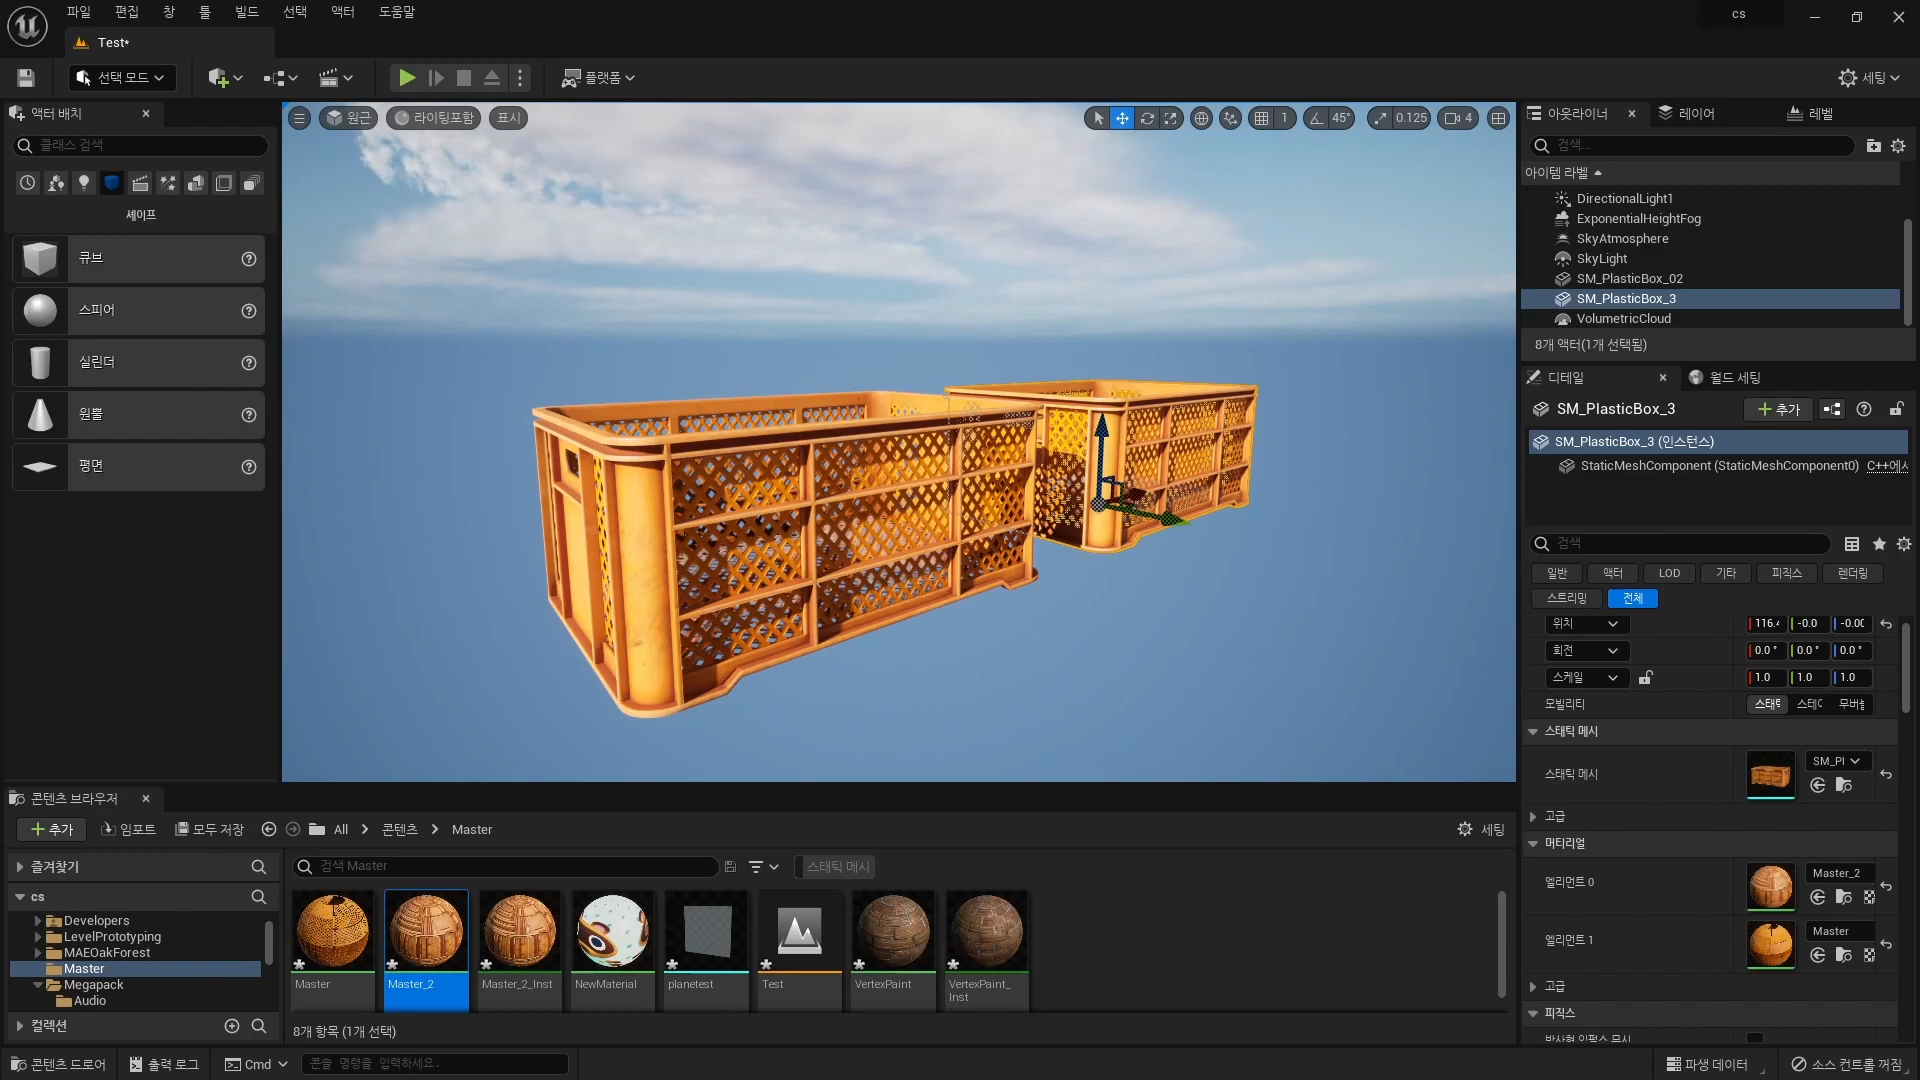 파일 편집 창 툴 빌드 선택 액터 도움말
cs
Test*
선택 모드
플랫폼
세팅
액터 배치
클래스 검색
셰이프
큐브
스피어
실린더
원뿔
평면
원근
라이팅포함
표시
1
45°
0.125
4
아웃라이너
레이어
레벨
검색...
아이템 라벨
DirectionalLight1
ExponentialHeightFog
SkyAtmosphere
SkyLight
SM_PlasticBox_02
SM_PlasticBox_3
VolumetricCloud
8개 액터(1개 선택됨)
디테일
월드 세팅
SM_PlasticBox_3
추가
SM_PlasticBox_3 (인스턴스)
StaticMeshComponent (StaticMeshComponent0) C++에서
검색
일반 액터 LOD 기타 피직스 렌더링
스트리밍 전체
위치 116.4 -0.0 -0.00
회전 0.0° 0.0° 0.0°
스케일 1.0 1.0 1.0
모빌리티
스태틱 메시
스태틱 메시
SM_Pl
고급
머티리얼
엘리먼트 0
Master_2
엘리먼트 1
Master
고급
피직스
콘텐츠 브라우저
추가 임포트 모두 저장 All 콘텐츠 Master
세팅
즐겨찾기
cs
Developers
LevelPrototyping
MAEOakForest
Master
Megapack
Audio
컬렉션
검색 Master
스태틱 메시
Master
Master_2
Master_2_Inst
NewMaterial
planetest
Test
VertexPaint
VertexPaint_
Inst
8개 항목 (1개 선택)
콘텐츠 드로어
출력 로그
Cmd
콘솔 명령을 입력하세요.
파생 데이터
소스 컨트롤 꺼짐